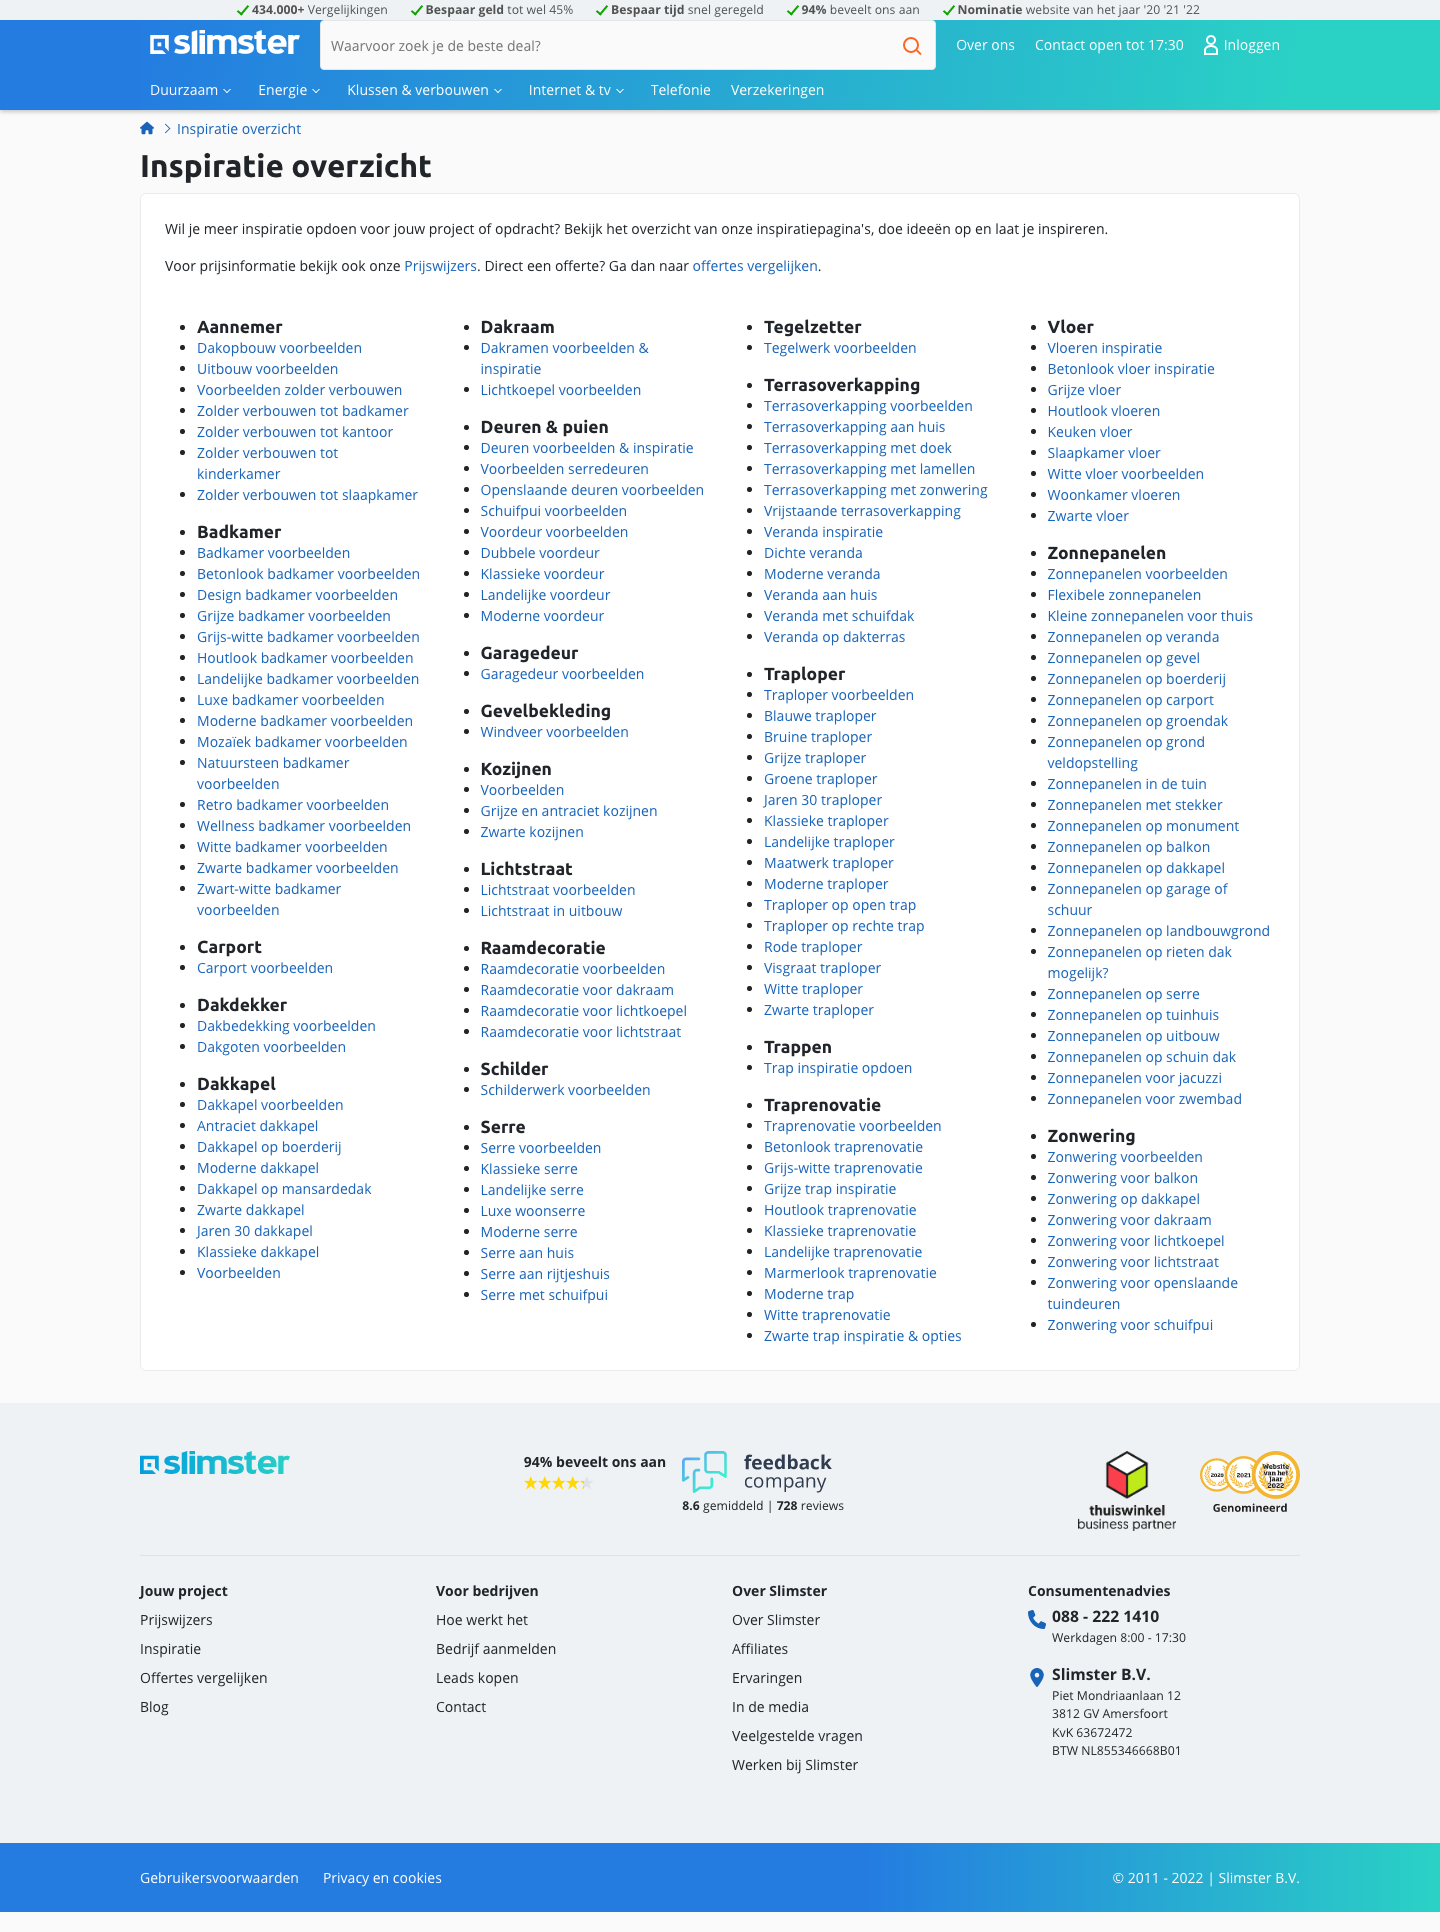 434.000+ Vergelijkingen
Bespaar geld tot wel 45%
Bespaar tijd snel geregeld
94% beveelt ons aan
Nominatie website van het jaar '20 '21 '22
slimster
Waarvoor zoek je de beste deal?
Over ons
Contact open tot 17:30
Inloggen
Duurzaam
Energie
Klussen & verbouwen
Internet & tv
Telefonie
Verzekeringen
Inspiratie overzicht
Inspiratie overzicht
Wil je meer inspiratie opdoen voor jouw project of opdracht? Bekijk het overzicht van onze inspiratiepagina's, doe ideeën op en laat je inspireren.
Voor prijsinformatie bekijk ook onze Prijswijzers. Direct een offerte? Ga dan naar offertes vergelijken.
Aannemer
Dakopbouw voorbeelden
Uitbouw voorbeelden
Voorbeelden zolder verbouwen
Zolder verbouwen tot badkamer
Zolder verbouwen tot kantoor
Zolder verbouwen tot
kinderkamer
Zolder verbouwen tot slaapkamer
Badkamer
Badkamer voorbeelden
Betonlook badkamer voorbeelden
Design badkamer voorbeelden
Grijze badkamer voorbeelden
Grijs-witte badkamer voorbeelden
Houtlook badkamer voorbeelden
Landelijke badkamer voorbeelden
Luxe badkamer voorbeelden
Moderne badkamer voorbeelden
Mozaïek badkamer voorbeelden
Natuursteen badkamer
voorbeelden
Retro badkamer voorbeelden
Wellness badkamer voorbeelden
Witte badkamer voorbeelden
Zwarte badkamer voorbeelden
Zwart-witte badkamer
voorbeelden
Carport
Carport voorbeelden
Dakdekker
Dakbedekking voorbeelden
Dakgoten voorbeelden
Dakkapel
Dakkapel voorbeelden
Antraciet dakkapel
Dakkapel op boerderij
Moderne dakkapel
Dakkapel op mansardedak
Zwarte dakkapel
Jaren 30 dakkapel
Klassieke dakkapel
Voorbeelden
Dakraam
Dakramen voorbeelden &
inspiratie
Lichtkoepel voorbeelden
Deuren & puien
Deuren voorbeelden & inspiratie
Voorbeelden serredeuren
Openslaande deuren voorbeelden
Schuifpui voorbeelden
Voordeur voorbeelden
Dubbele voordeur
Klassieke voordeur
Landelijke voordeur
Moderne voordeur
Garagedeur
Garagedeur voorbeelden
Gevelbekleding
Windveer voorbeelden
Kozijnen
Voorbeelden
Grijze en antraciet kozijnen
Zwarte kozijnen
Lichtstraat
Lichtstraat voorbeelden
Lichtstraat in uitbouw
Raamdecoratie
Raamdecoratie voorbeelden
Raamdecoratie voor dakraam
Raamdecoratie voor lichtkoepel
Raamdecoratie voor lichtstraat
Schilder
Schilderwerk voorbeelden
Serre
Serre voorbeelden
Klassieke serre
Landelijke serre
Luxe woonserre
Moderne serre
Serre aan huis
Serre aan rijtjeshuis
Serre met schuifpui
Tegelzetter
Tegelwerk voorbeelden
Terrasoverkapping
Terrasoverkapping voorbeelden
Terrasoverkapping aan huis
Terrasoverkapping met doek
Terrasoverkapping met lamellen
Terrasoverkapping met zonwering
Vrijstaande terrasoverkapping
Veranda inspiratie
Dichte veranda
Moderne veranda
Veranda aan huis
Veranda met schuifdak
Veranda op dakterras
Traploper
Traploper voorbeelden
Blauwe traploper
Bruine traploper
Grijze traploper
Groene traploper
Jaren 30 traploper
Klassieke traploper
Landelijke traploper
Maatwerk traploper
Moderne traploper
Traploper op open trap
Traploper op rechte trap
Rode traploper
Visgraat traploper
Witte traploper
Zwarte traploper
Trappen
Trap inspiratie opdoen
Traprenovatie
Traprenovatie voorbeelden
Betonlook traprenovatie
Grijs-witte traprenovatie
Grijze trap inspiratie
Houtlook traprenovatie
Klassieke traprenovatie
Landelijke traprenovatie
Marmerlook traprenovatie
Moderne trap
Witte traprenovatie
Zwarte trap inspiratie & opties
Vloer
Vloeren inspiratie
Betonlook vloer inspiratie
Grijze vloer
Houtlook vloeren
Keuken vloer
Slaapkamer vloer
Witte vloer voorbeelden
Woonkamer vloeren
Zwarte vloer
Zonnepanelen
Zonnepanelen voorbeelden
Flexibele zonnepanelen
Kleine zonnepanelen voor thuis
Zonnepanelen op veranda
Zonnepanelen op gevel
Zonnepanelen op boerderij
Zonnepanelen op carport
Zonnepanelen op groendak
Zonnepanelen op grond
veldopstelling
Zonnepanelen in de tuin
Zonnepanelen met stekker
Zonnepanelen op monument
Zonnepanelen op balkon
Zonnepanelen op dakkapel
Zonnepanelen op garage of
schuur
Zonnepanelen op landbouwgrond
Zonnepanelen op rieten dak
mogelijk?
Zonnepanelen op serre
Zonnepanelen op tuinhuis
Zonnepanelen op uitbouw
Zonnepanelen op schuin dak
Zonnepanelen voor jacuzzi
Zonnepanelen voor zwembad
Zonwering
Zonwering voorbeelden
Zonwering voor balkon
Zonwering op dakkapel
Zonwering voor dakraam
Zonwering voor lichtkoepel
Zonwering voor lichtstraat
Zonwering voor openslaande
tuindeuren
Zonwering voor schuifpui
slimster
94% beveelt ons aan
feedback
company
8.6 gemiddeld | 728 reviews
thuiswinkel
business partner
2020
2021
Website
van het
Jaar
2022
Genomineerd
Jouw project
Prijswijzers
Inspiratie
Offertes vergelijken
Blog
Voor bedrijven
Hoe werkt het
Bedrijf aanmelden
Leads kopen
Contact
Over Slimster
Over Slimster
Affiliates
Ervaringen
In de media
Veelgestelde vragen
Werken bij Slimster
Consumentenadvies
088 - 222 1410
Werkdagen 8:00 - 17:30
Slimster B.V.
Piet Mondriaanlaan 12
3812 GV Amersfoort
KvK 63672472
BTW NL855346668B01
Gebruikersvoorwaarden
Privacy en cookies
© 2011 - 2022 | Slimster B.V.